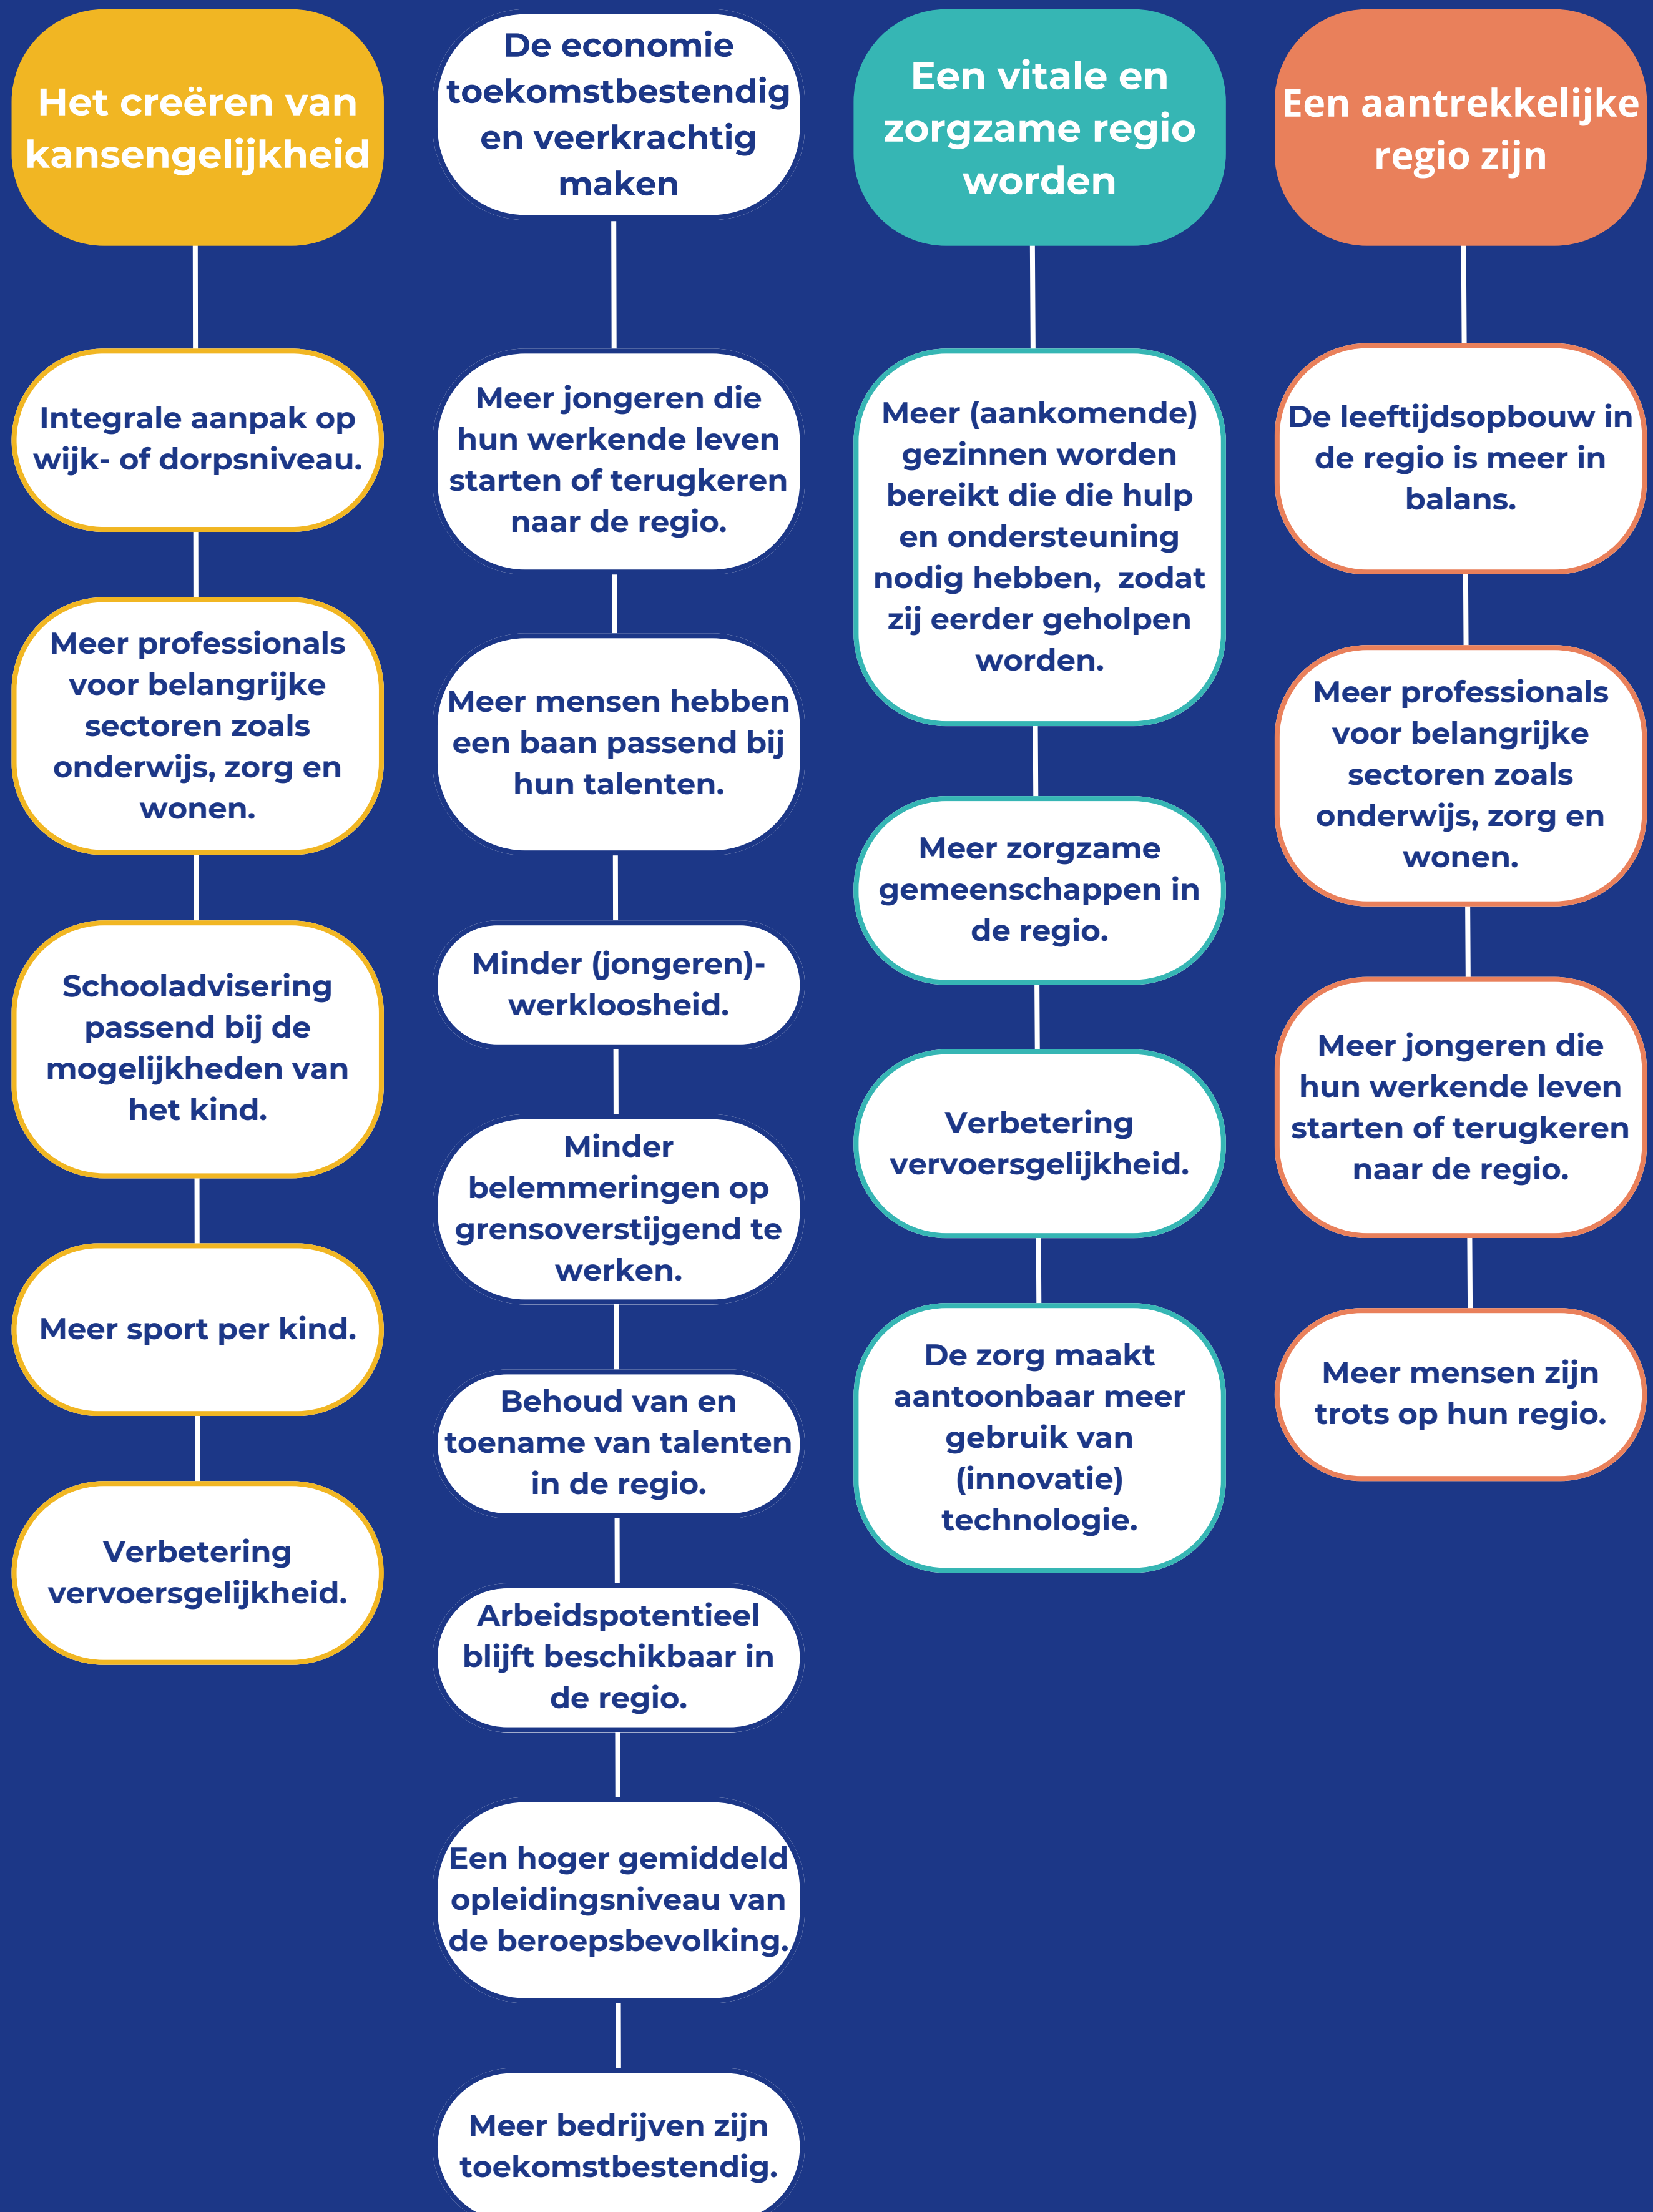 Het creëren van
kansengelijkheid
Integrale aanpak op
wijk- of dorpsniveau.
Meer professionals
voor belangrijke
sectoren zoals
onderwijs, zorg en
wonen.
Schooladvisering
passend bij de
mogelijkheden van
het kind.
Meer sport per kind.
Verbetering
vervoersgelijkheid.
De economie
toekomstbestendig
en veerkrachtig
maken
Meer jongeren die
hun werkende leven
starten of terugkeren
naar de regio.
Meer mensen hebben
een baan passend bij
hun talenten.
Minder (jongeren)-
werkloosheid.
Minder
belemmeringen op
grensoverstijgend te
werken.
Behoud van en
toename van talenten
in de regio.
Arbeidspotentieel
blijft beschikbaar in
de regio.
Een hoger gemiddeld
opleidingsniveau van
de beroepsbevolking.
Meer bedrijven zijn
toekomstbestendig.
Een vitale en
zorgzame regio
worden
Meer (aankomende)
gezinnen worden
bereikt die die hulp
en ondersteuning
nodig hebben,  zodat
zij eerder geholpen
worden.
Meer zorgzame
gemeenschappen in
de regio.
Verbetering
vervoersgelijkheid.
De zorg maakt
aantoonbaar meer
gebruik van
(innovatie)
technologie.
Een aantrekkelijke
regio zijn
De leeftijdsopbouw in
de regio is meer in
balans.
Meer professionals
voor belangrijke
sectoren zoals
onderwijs, zorg en
wonen.
Meer jongeren die
hun werkende leven
starten of terugkeren
naar de regio.
Meer mensen zijn
trots op hun regio.